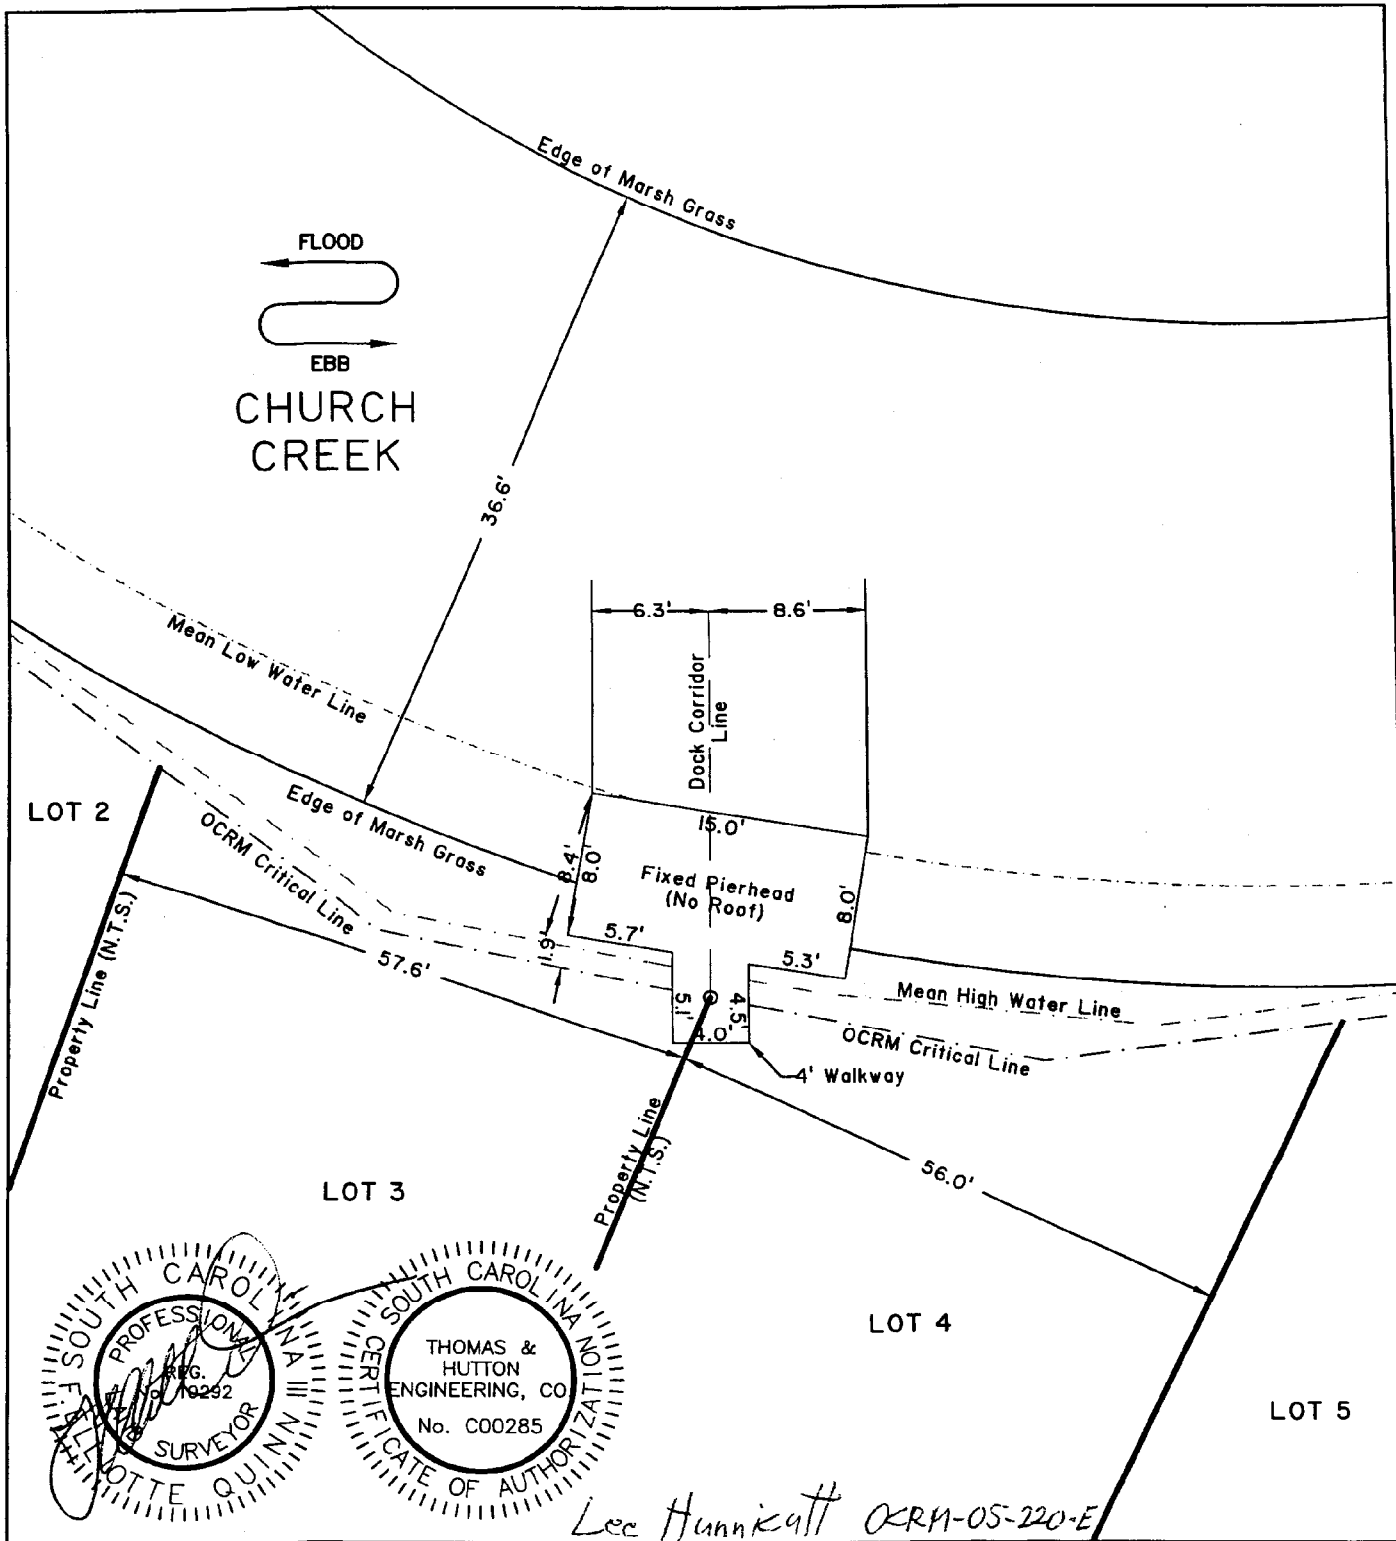 Edge of Marsh Grass
FLOOD
EBB
CHURCH
CREEK
36.6'
6.3'
8.6'
Mean Low Water Line
Dock Corridor
Line
LOT 2
Edge of Marsh Grass
15.0'
OCRM Critical Line
8.4'
8.0'
Fixed Pierhead
(No Roof)
8.0'
Property Line (N.T.S.)
57.6'
1.9'
5.7'
5.3'
Mean High Water Line
5.1'
4.5'
4.0'
OCRM Critical Line
4' Walkway
Property Line
(N.T.S.)
56.0'
LOT 3
LOT 4
LOT 5
SOUTH CAROLINA
PROFESSIONAL
REG.
No. 19292
SURVEYOR
F. ELLIOTTE QUINN III
SOUTH CAROLINA
THOMAS &
HUTTON
ENGINEERING, CO
No. C00285
CERTIFICATE OF AUTHORIZATION
Lee Hunnicutt OCRM-05-220-E